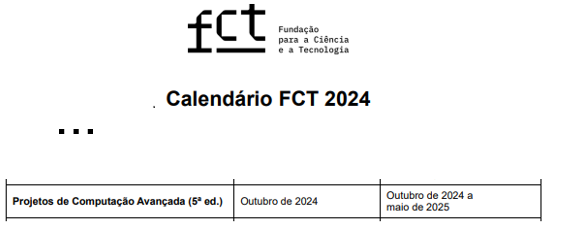 fct
Fundação
para a Ciência
e a Tecnologia
. Calendário FCT 2024
...
Projetos de Computação Avançada (5ª ed.) Outubro de 2024 Outubro de 2024 a
maio de 2025